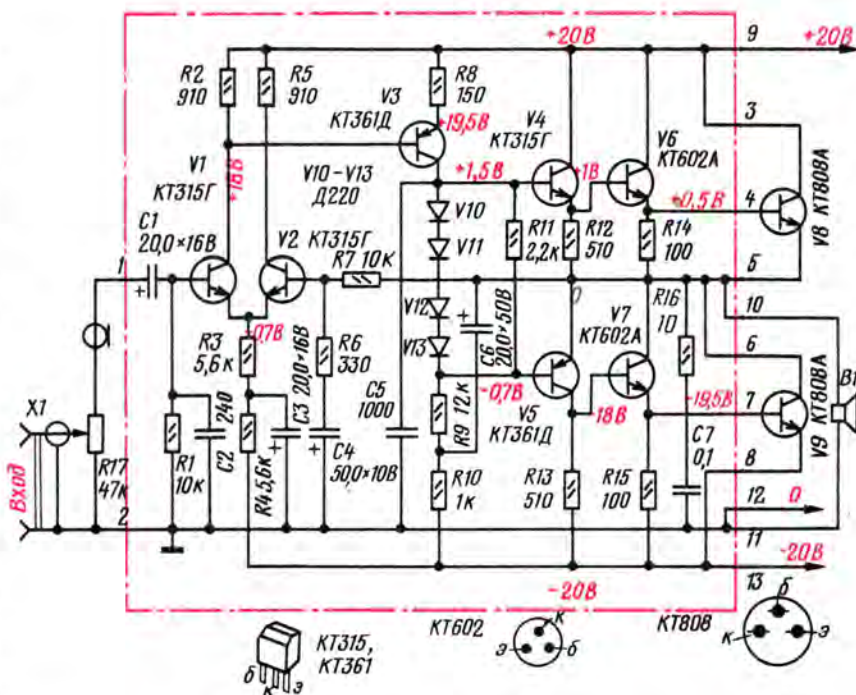 +20В
9
+20В
R2
910
R5
910
V3
КТ361Д
R8
150
V4
КТ315Г
V6
КТ602А
3
+19,5В
+1,5В
+1В
+0,5В
4
V8 КТ808А
V1
КТ315Г
+18В
V10-V13
Д220
V10
V11
R11
2,2к
R12
510
R14
100
C1
20,0×16В
1
V2
КТ315Г
R7 10к
0
5
R16
10
10
V12
V13
C6
20,0×50В
V7
КТ602А
6
-0,7В
R3
5,6к
R6
330
C3 20,0×16В
C5
1000
-0,7В
V5
КТ361Д
-18В
-19,5В
7
V9 КТ808А
В1
X1
Вход
R17
47к
R1
10к
C2 240
R4 5,6к
C4
50,0×10В
R9 12к
R10
1к
R13
510
R15
100
C7
0,1
8
12
0
2
11
-20В
-20В
13
КТ315,
КТ361
б
к
э
КТ602
к
э
б
КТ808
б
к
э